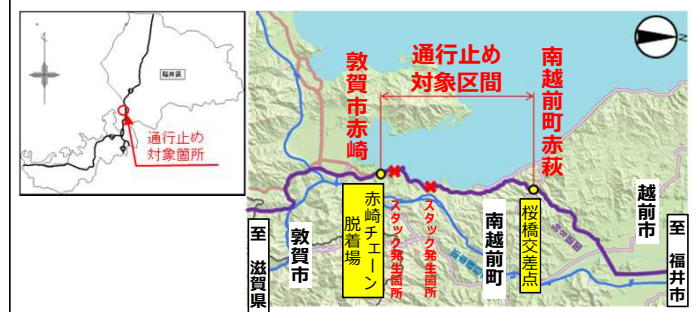 福井県
通行止め
対象箇所
通行止め
対象区間
敦賀市赤崎
南越前町赤萩
N
赤崎チェーン
脱着場
スタック発生箇所
スタック発生箇所
桜橋交差点
敦賀市
南越前町
越前市
至 滋賀県
至 福井市